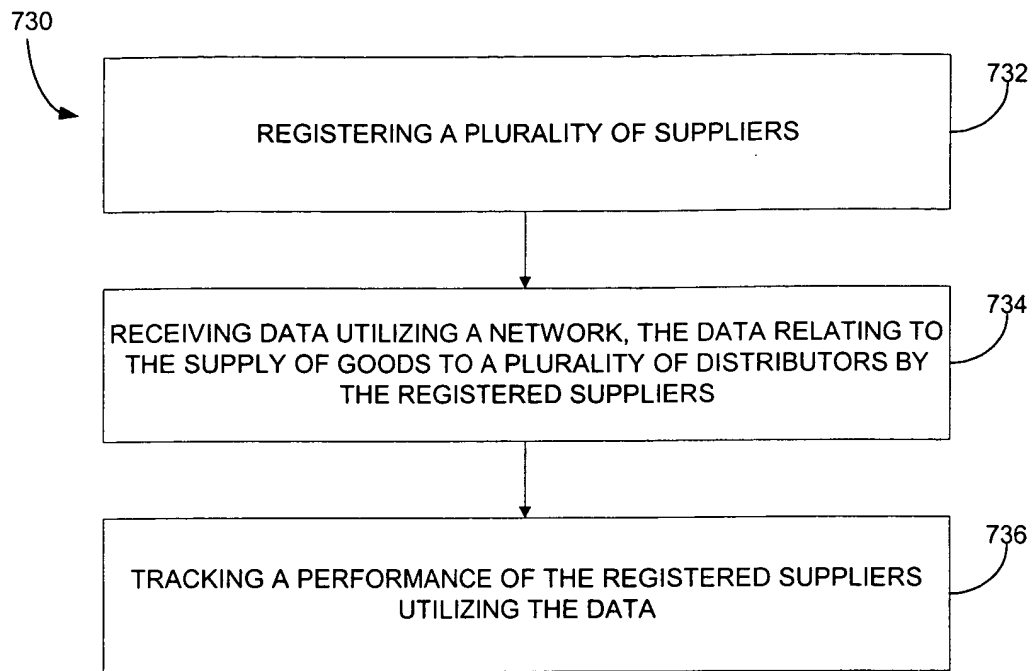 730
732
REGISTERING A PLURALITY OF SUPPLIERS
734
RECEIVING DATA UTILIZING A NETWORK, THE DATA RELATING TO
THE SUPPLY OF GOODS TO A PLURALITY OF DISTRIBUTORS BY
THE REGISTERED SUPPLIERS
736
TRACKING A PERFORMANCE OF THE REGISTERED SUPPLIERS
UTILIZING THE DATA